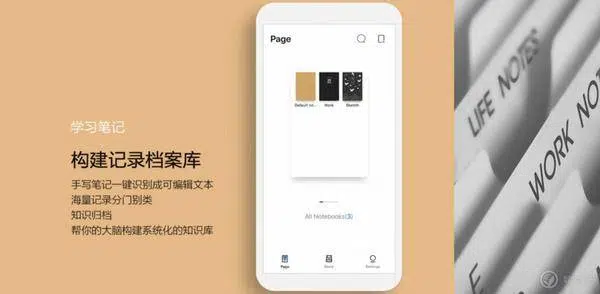 学习笔记
构建记录档案库
手写笔记一键识别成可编辑文本
海量记录分门别类
知识归档
帮你的大脑构建系统化的知识库
Page
Default no...
Work
Sketch
All Notebooks(3)
Page
Store
Settings
LIFE NOTES
WORK NOTES